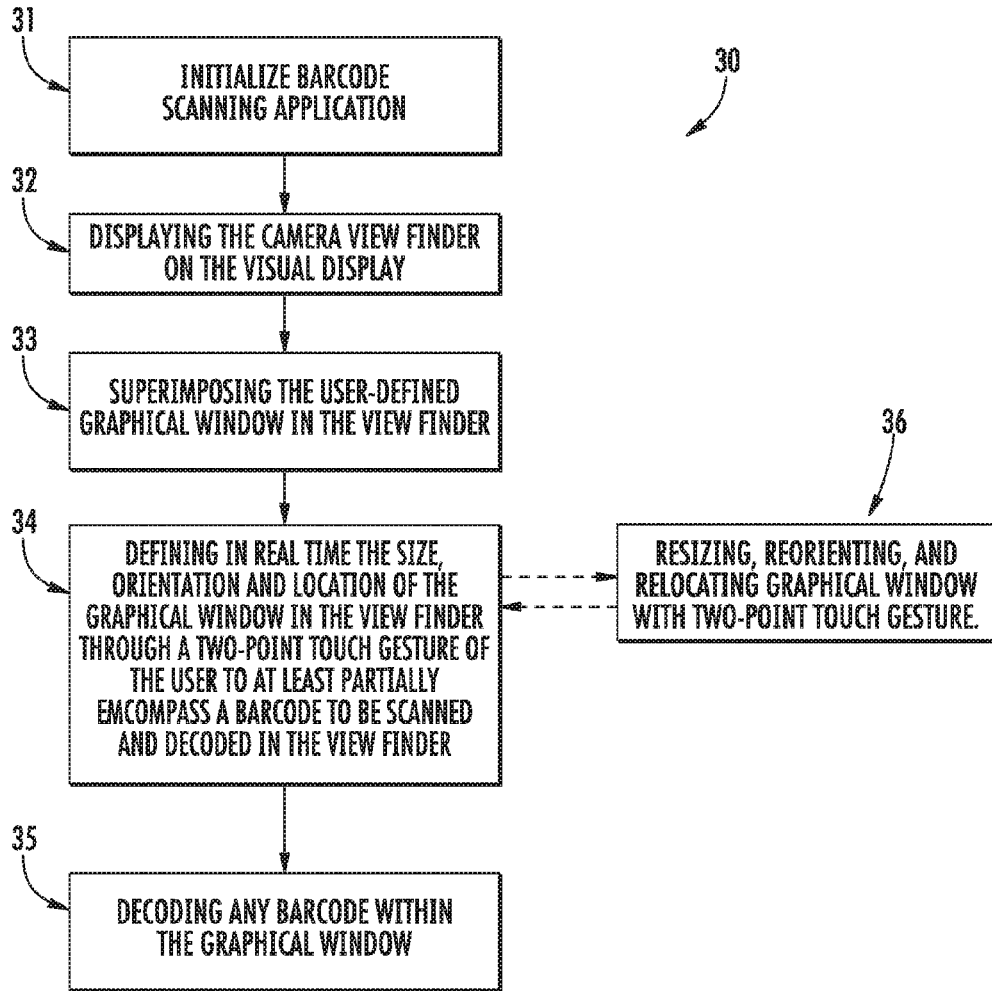 31
INITIALIZE BARCODE
SCANNING APPLICATION
30
32
DISPLAYING THE CAMERA VIEW FINDER
ON THE VISUAL DISPLAY
33
SUPERIMPOSING THE USER-DEFINED
GRAPHICAL WINDOW IN THE VIEW FINDER
34
DEFINING IN REAL TIME THE SIZE,
ORIENTATION AND LOCATION OF THE
GRAPHICAL WINDOW IN THE VIEW FINDER
THROUGH A TWO-POINT TOUCH GESTURE OF
THE USER TO AT LEAST PARTIALLY
EMCOMPASS A BARCODE TO BE SCANNED
AND DECODED IN THE VIEW FINDER
36
RESIZING, REORIENTING, AND
RELOCATING GRAPHICAL WINDOW
WITH TWO-POINT TOUCH GESTURE.
35
DECODING ANY BARCODE WITHIN
THE GRAPHICAL WINDOW